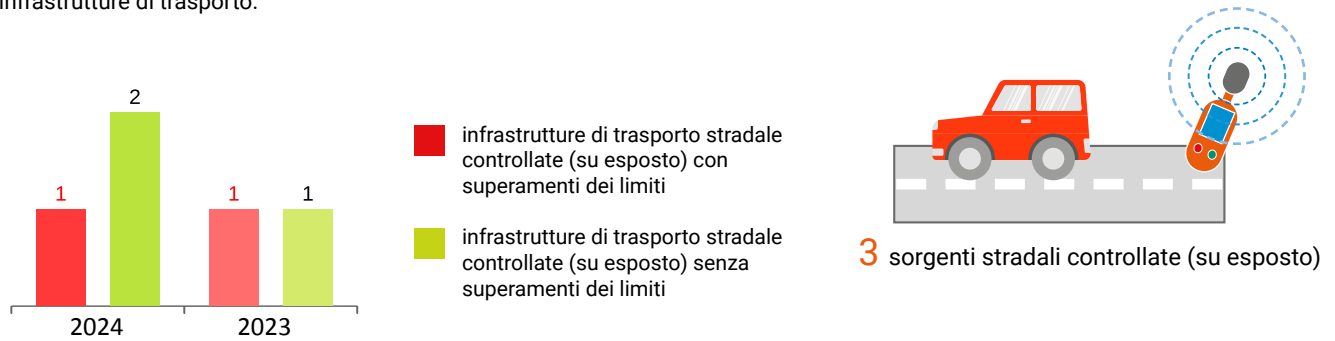 infrastrutture di trasporto.
2
1
1
1
2024
2023
infrastrutture di trasporto stradale
controllate (su esposto) con
superamenti dei limiti
infrastrutture di trasporto stradale
controllate (su esposto) senza
superamenti dei limiti
3 sorgenti stradali controllate (su esposto)